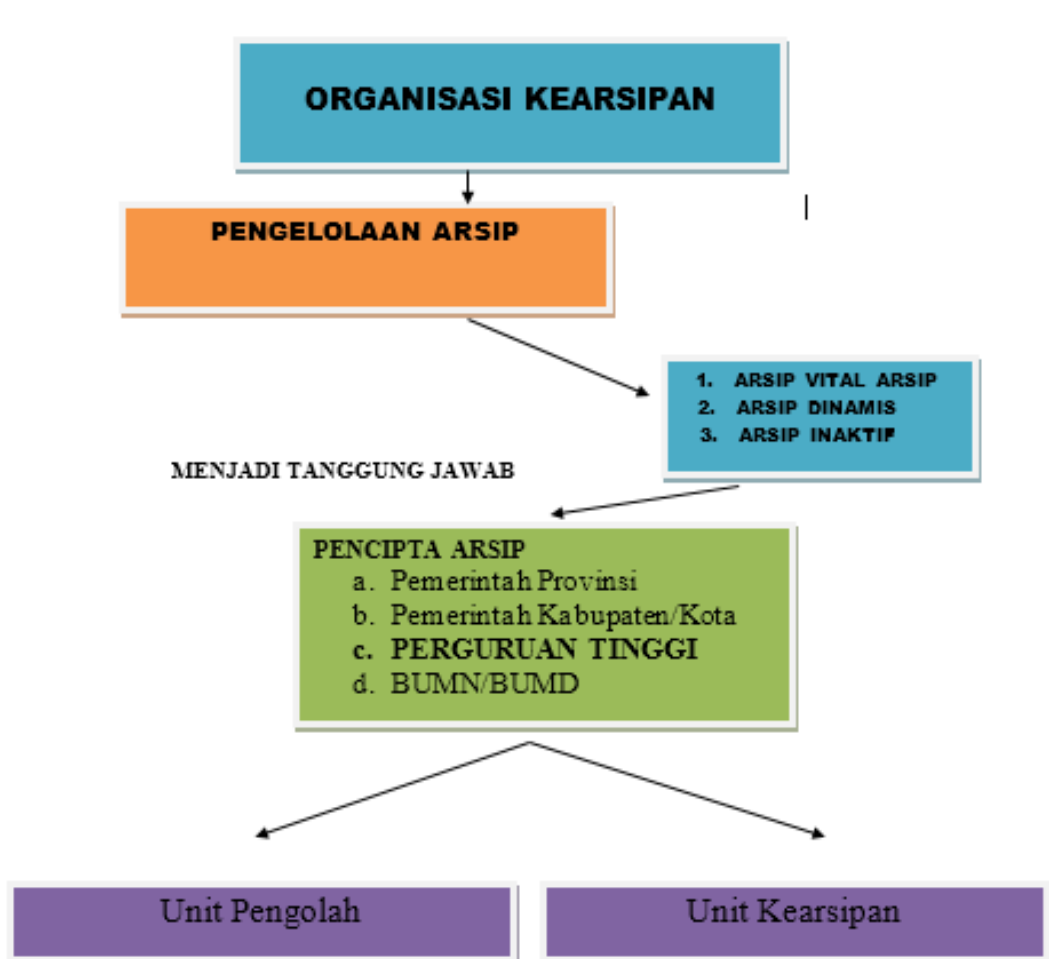 ORGANISASI KEARSIPAN
PENGELOLAAN ARSIP
1. ARSIP VITAL ARSIP
2. ARSIP DINAMIS
3. ARSIP INAKTIF
MENJADI TANGGUNG JAWAB
PENCIPTA ARSIP
a. Pemerintah Provinsi
b. Pemerintah Kabupaten/Kota
c. PERGURUAN TINGGI
d. BUMN/BUMD
Unit Pengolah
Unit Kearsipan